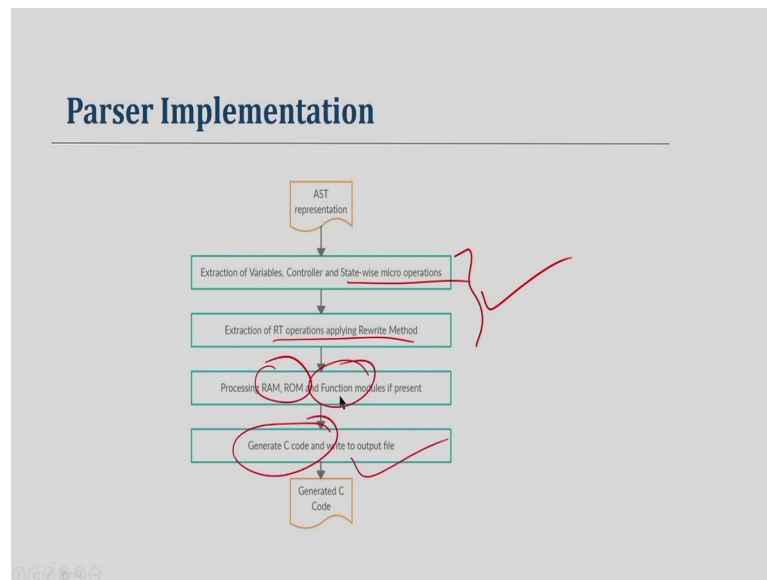 Parser Implementation
AST
representation
Extraction of Variables, Controller and State-wise micro operations
Extraction of RT operations applying Rewrite Method
Processing RAM, ROM and Function modules if present
Generate C code and write to output file
Generated C
Code